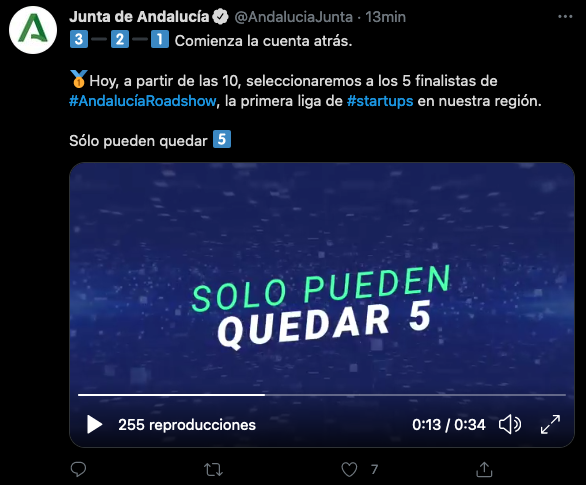 Junta de Andalucía @AndaluciaJunta · 13min
3 — 2 — 1 Comienza la cuenta atrás.
🥇Hoy, a partir de las 10, seleccionaremos a los 5 finalistas de
#AndalucíaRoadshow, la primera liga de #startups en nuestra región.
Sólo pueden quedar 5
SOLO PUEDEN
QUEDAR 5
255 reproducciones 0:13 / 0:34
7